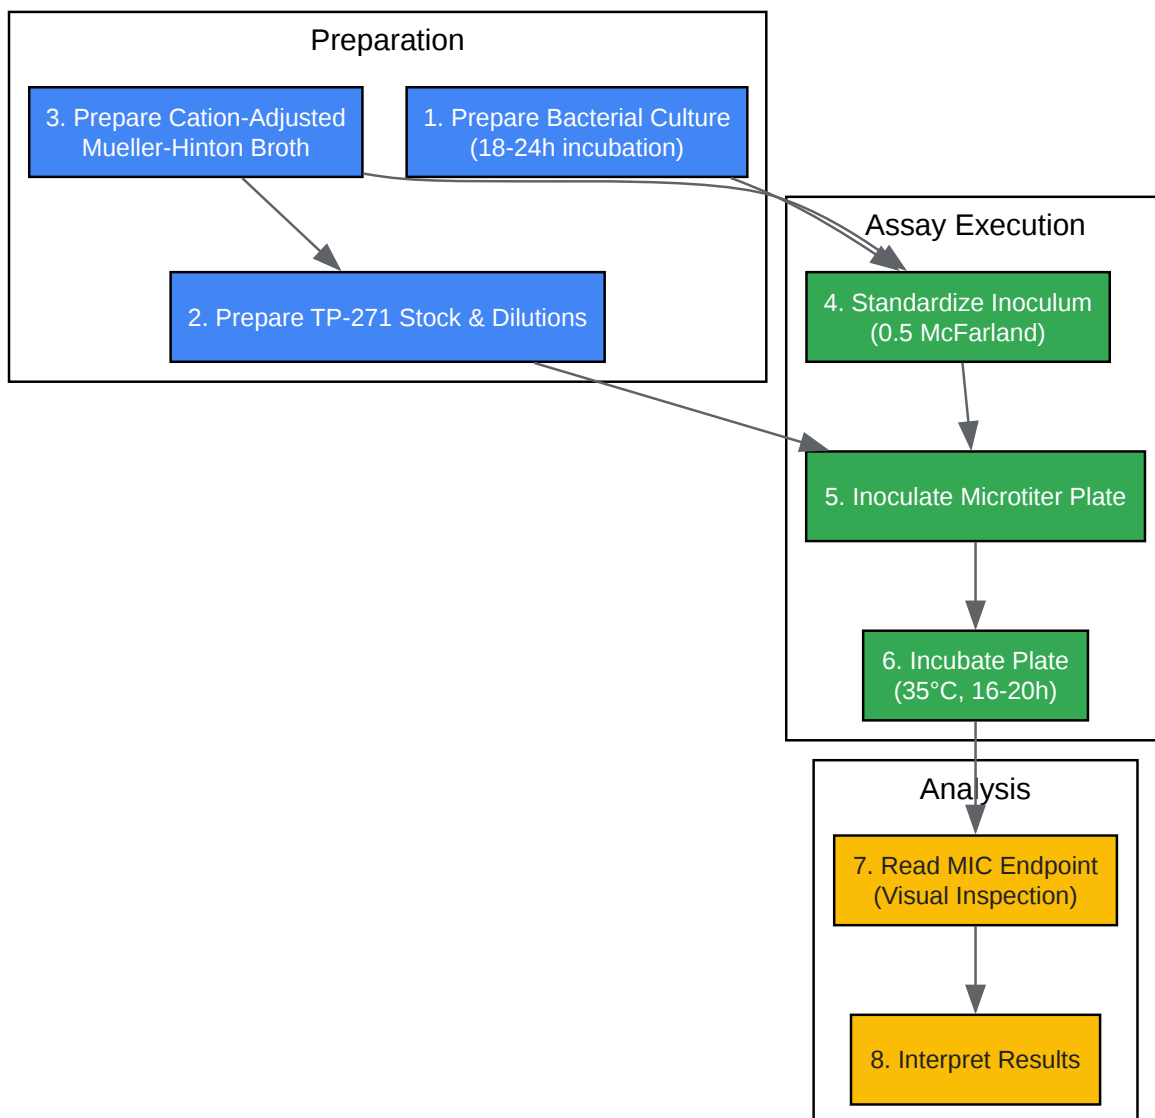 Preparation
3. Prepare Cation-Adjusted
Mueller-Hinton Broth
1. Prepare Bacterial Culture
(18-24h incubation)
2. Prepare TP-271 Stock & Dilutions
Assay Execution
4. Standardize Inoculum
(0.5 McFarland)
5. Inoculate Microtiter Plate
6. Incubate Plate
(35°C, 16-20h)
Analysis
7. Read MIC Endpoint
(Visual Inspection)
8. Interpret Results